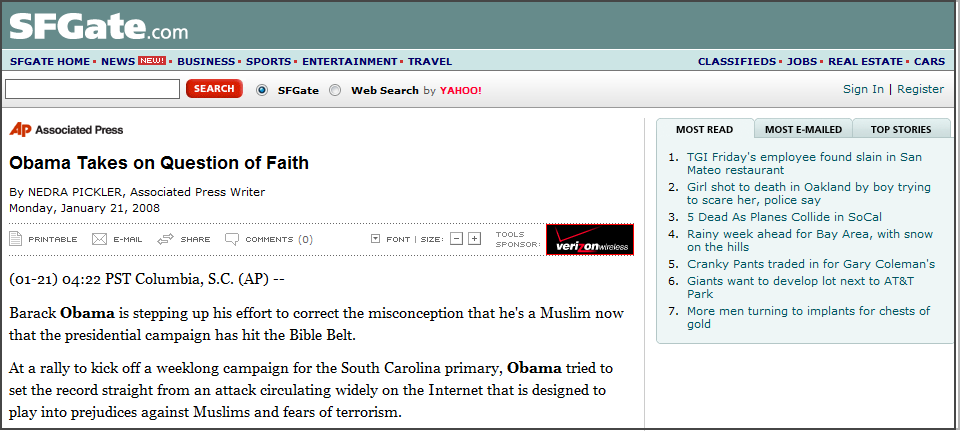 SFGate.com
SFGATE HOME • NEWS NEW! • BUSINESS • SPORTS • ENTERTAINMENT • TRAVEL
CLASSIFIEDS • JOBS • REAL ESTATE • CARS
SEARCH SFGate Web Search by YAHOO!
Sign In | Register
AP Associated Press
Obama Takes on Question of Faith
By NEDRA PICKLER, Associated Press Writer
Monday, January 21, 2008
PRINTABLE E-MAIL SHARE COMMENTS (0) FONT | SIZE: TOOLS SPONSOR: verizonwireless
(01-21) 04:22 PST Columbia, S.C. (AP) --
Barack Obama is stepping up his effort to correct the misconception that he's a Muslim now
that the presidential campaign has hit the Bible Belt.
At a rally to kick off a weeklong campaign for the South Carolina primary, Obama tried to
set the record straight from an attack circulating widely on the Internet that is designed to
play into prejudices against Muslims and fears of terrorism.
MOST READ MOST E-MAILED TOP STORIES
1. TGI Friday's employee found slain in San
Mateo restaurant
2. Girl shot to death in Oakland by boy trying
to scare her, police say
3. 5 Dead As Planes Collide in SoCal
4. Rainy week ahead for Bay Area, with snow
on the hills
5. Cranky Pants traded in for Gary Coleman's
6. Giants want to develop lot next to AT&T
Park
7. More men turning to implants for chests of
gold